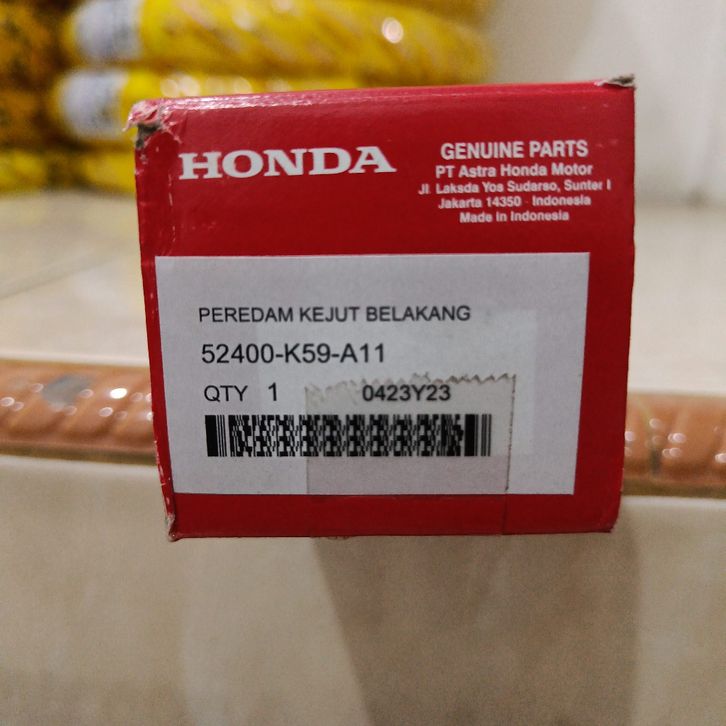 HONDA
GENUINE PARTS
PT Astra Honda Motor
Jl. Laksda Yos Sudarso, Sunter I
Jakarta 14350 - Indonesia
Made in Indonesia
PEREDAM KEJUT BELAKANG
52400-K59-A11
QTY 1 0423Y23